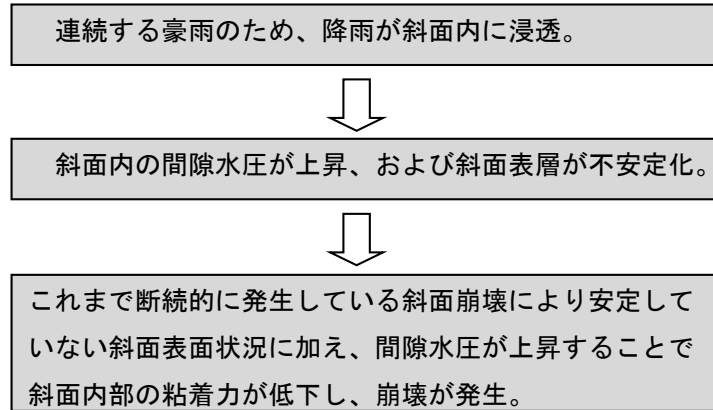 連続する豪雨のため、降雨が斜面内に浸透。
斜面内の間隙水圧が上昇、および斜面表層が不安定化。
これまで断続的に発生している斜面崩壊により安定して
いない斜面表面状況に加え、間隙水圧が上昇することで
斜面内部の粘着力が低下し、崩壊が発生。